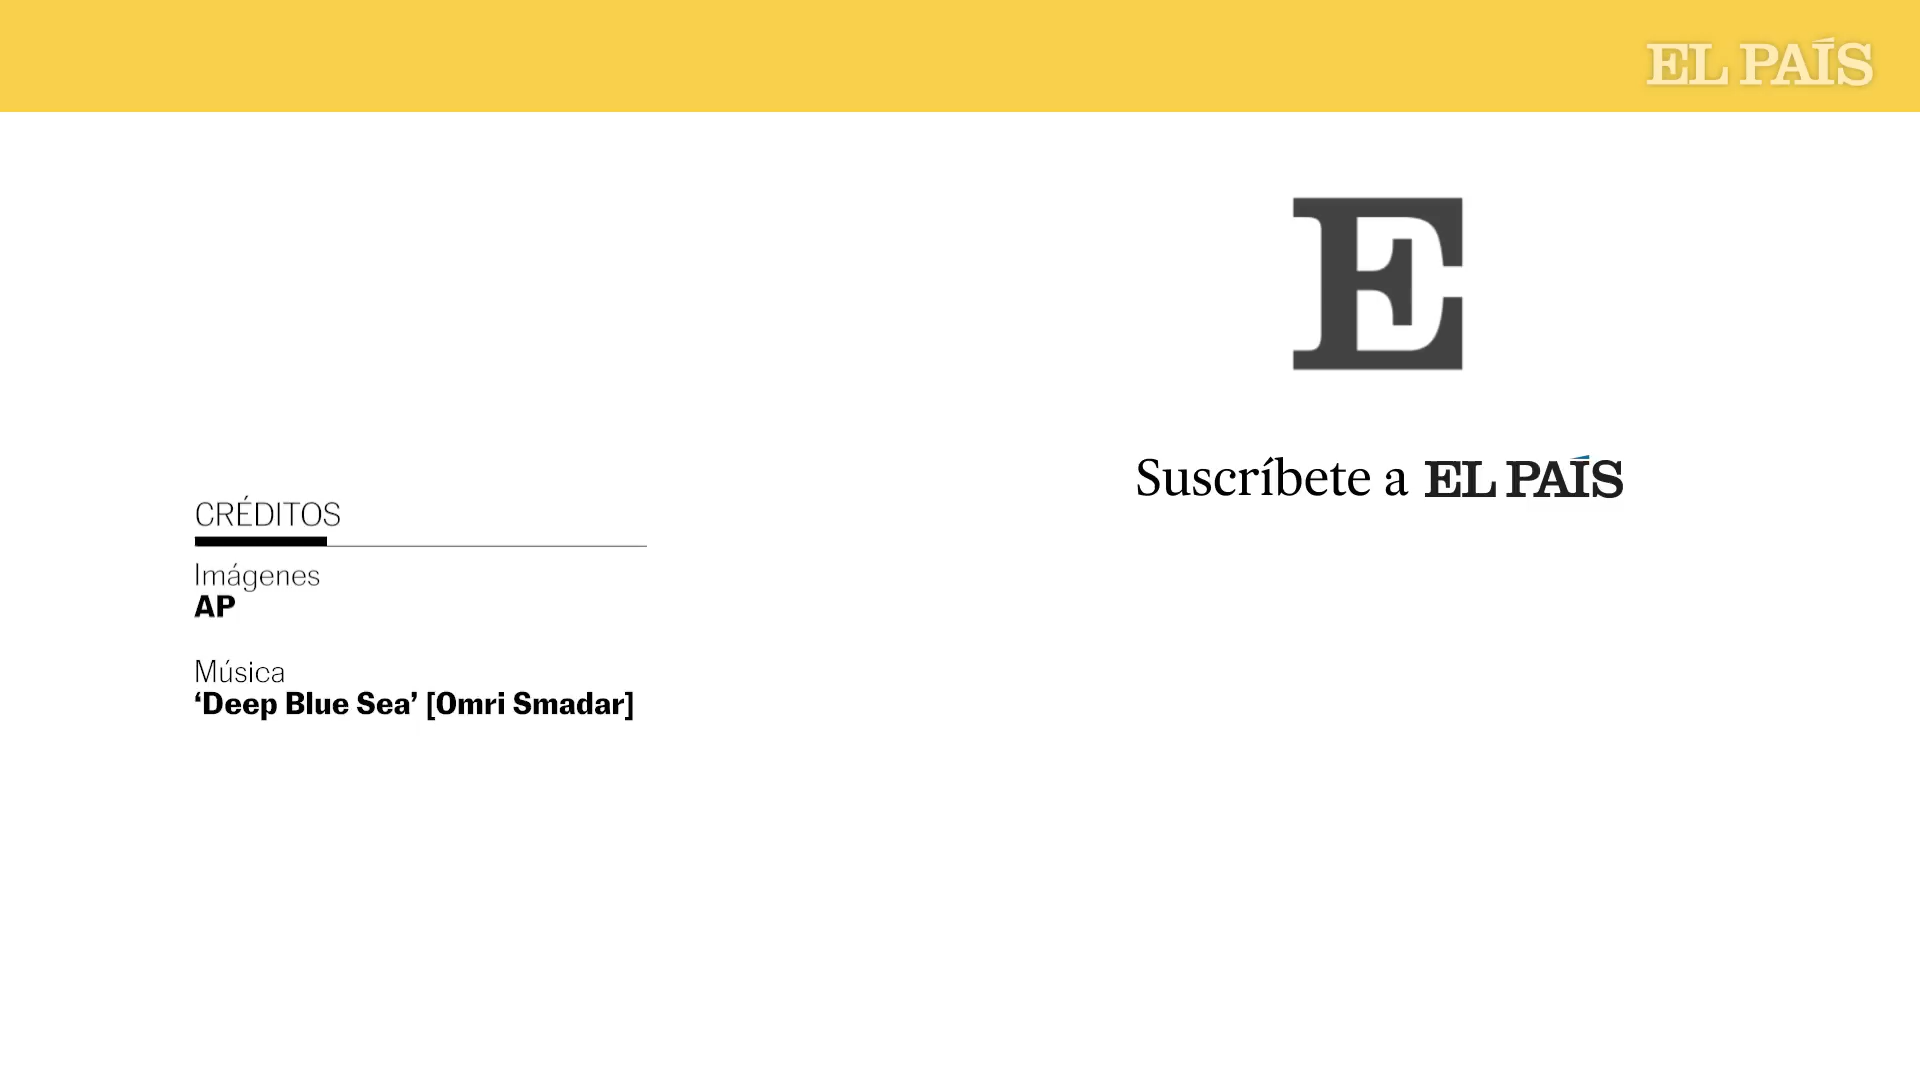 EL PAÍS
E
Suscríbete a EL PAÍS
CRÉDITOS
Imágenes
AP
Música
‘Deep Blue Sea’ [Omri Smadar]